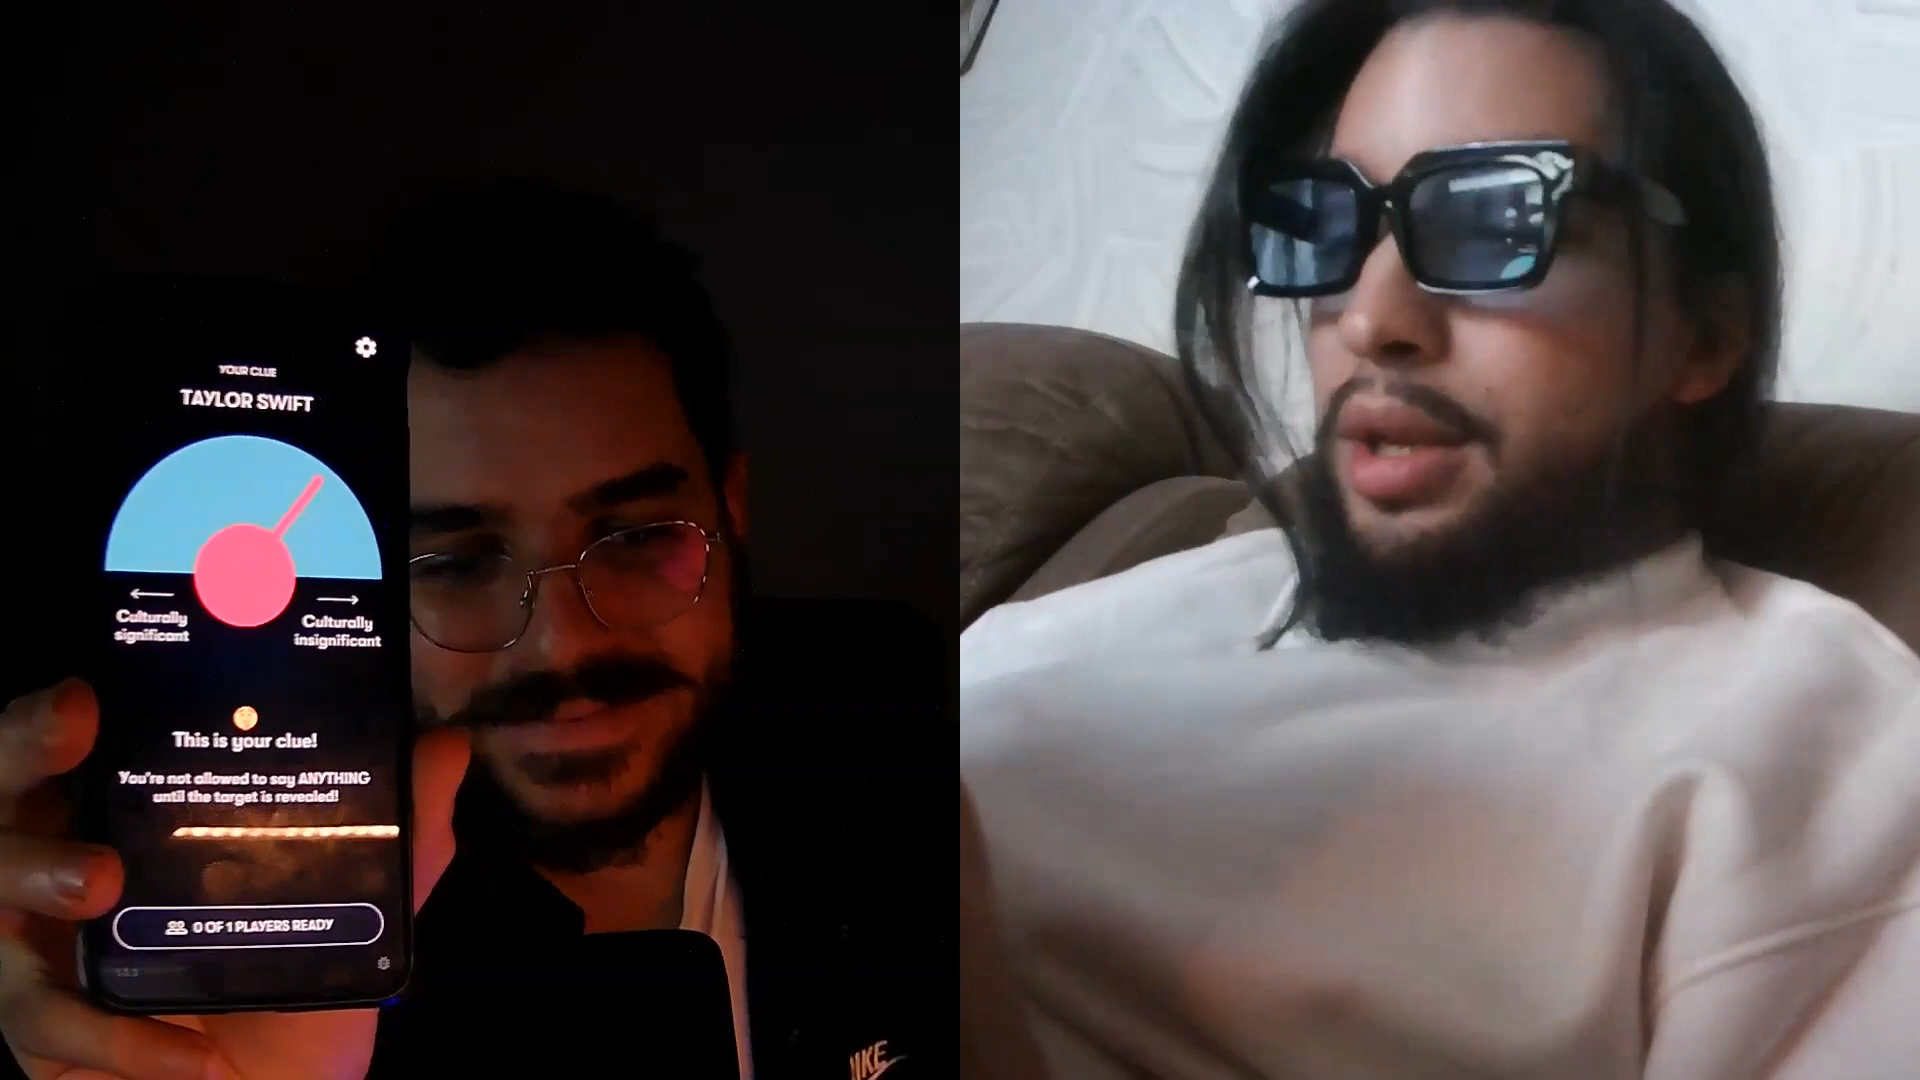 YOUR CLUE
TAYLOR SWIFT
← →
Culturally significant
Culturally insignificant
This is your clue!
You're not allowed to say ANYTHING
until the target is revealed!
0 OF 1 PLAYERS READY
NIKE